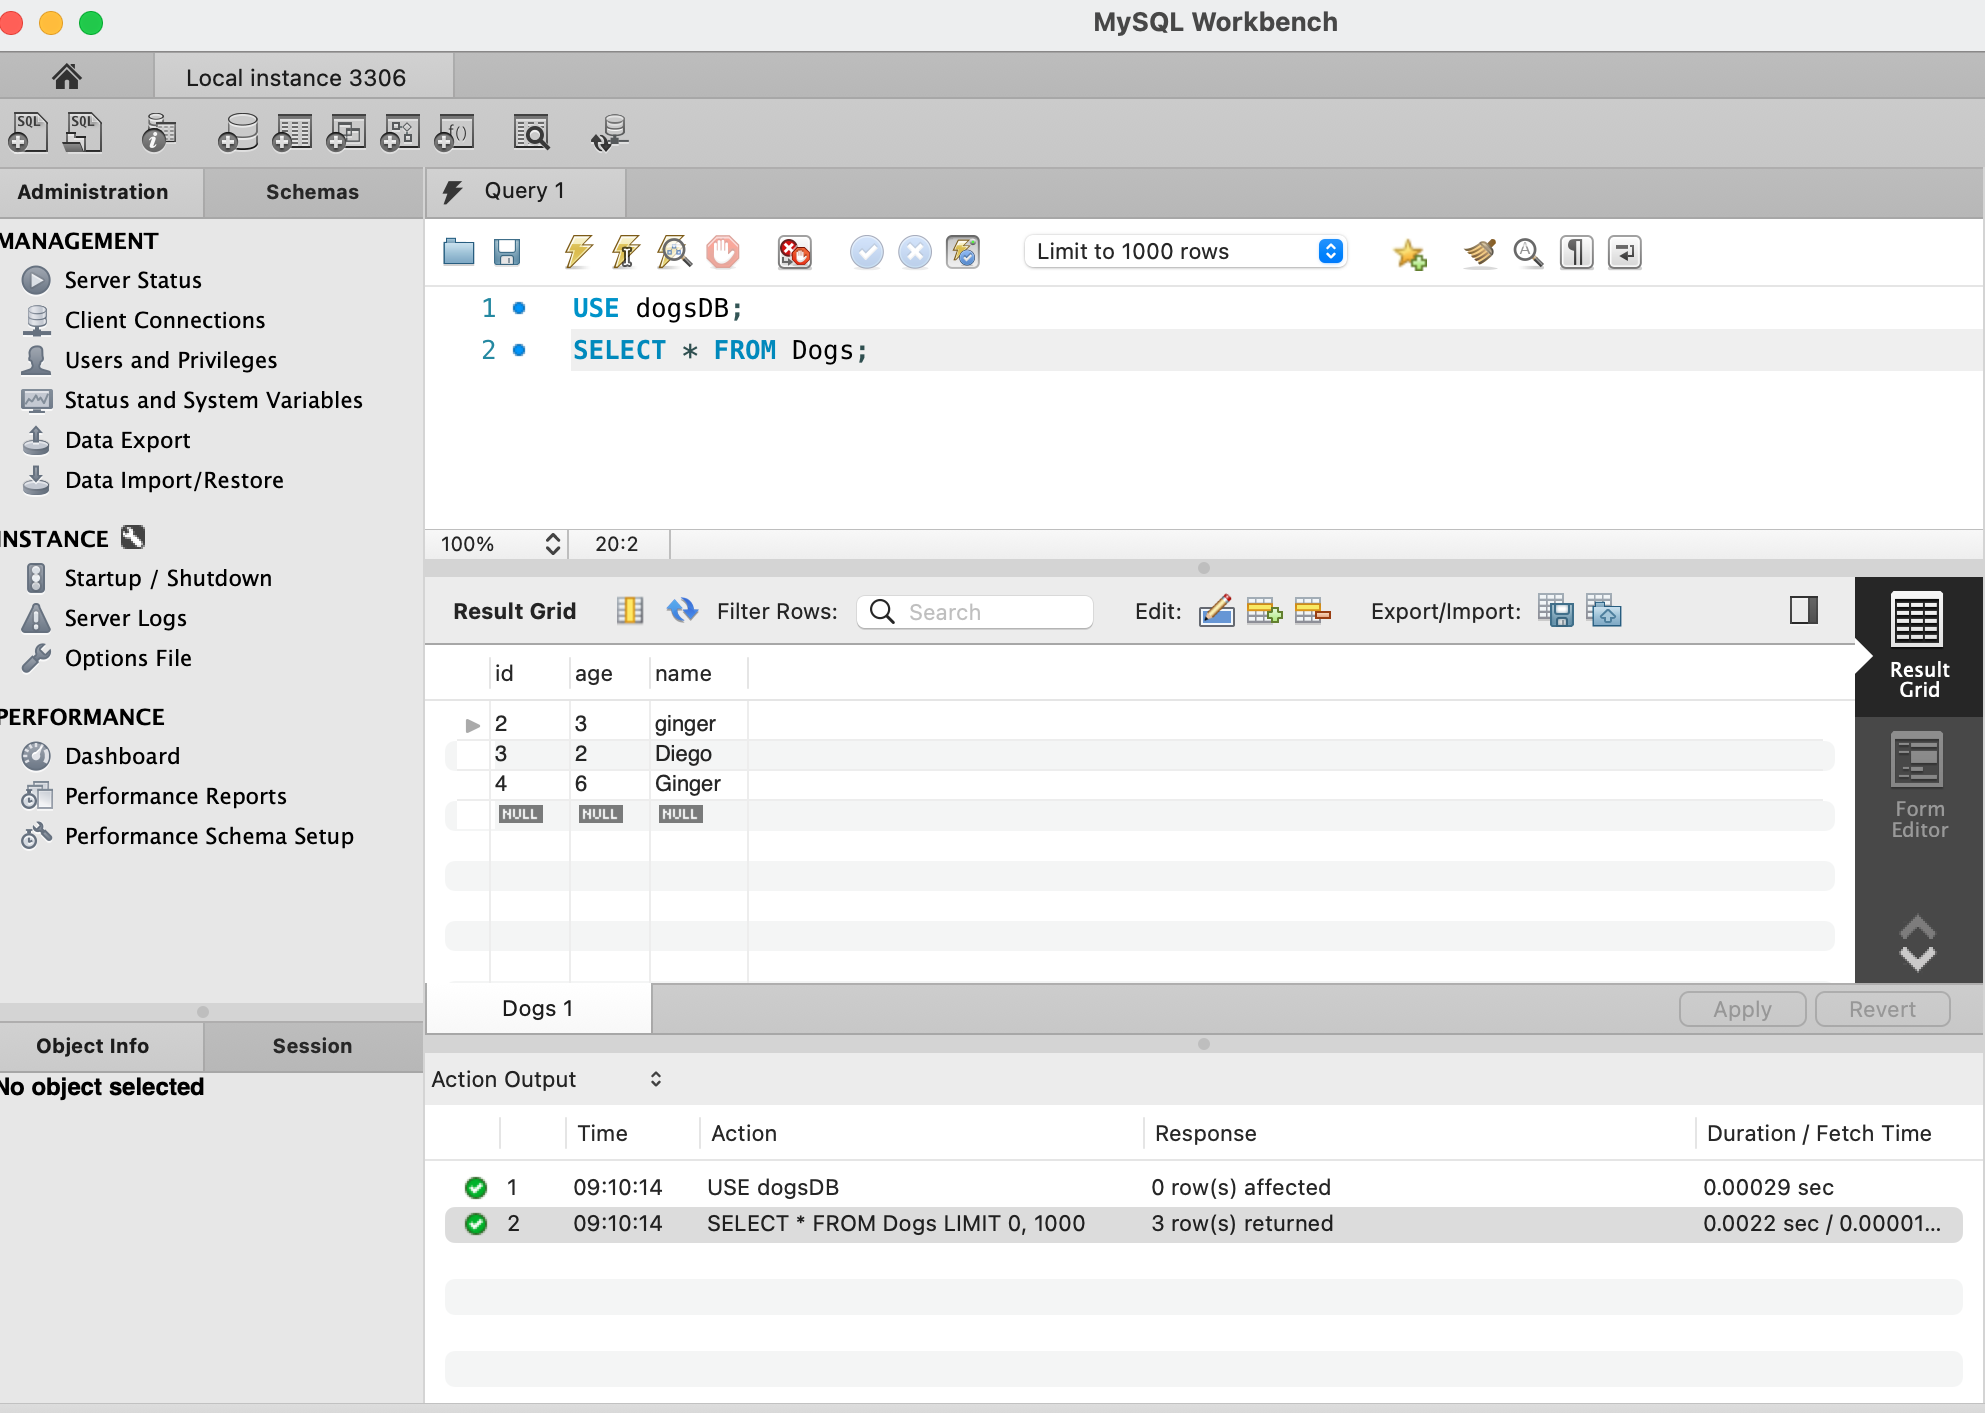 MySQL Workbench
Local instance 3306
SQL SQL f()
Administration Schemas
MANAGEMENT
Server Status
Client Connections
Users and Privileges
Status and System Variables
Data Export
Data Import/Restore
INSTANCE
Startup / Shutdown
Server Logs
Options File
PERFORMANCE
Dashboard
Performance Reports
Performance Schema Setup
Object Info Session
No object selected
Query 1
Limit to 1000 rows
1 USE dogsDB;
2 SELECT * FROM Dogs;
100% 20:2
Result Grid Filter Rows: Search Edit: Export/Import:
id age name
2 3 ginger
3 2 Diego
4 6 Ginger
NULL NULL NULL
Result
Grid
Form
Editor
Dogs 1 Apply Revert
Action Output
Time Action Response Duration / Fetch Time
1 09:10:14 USE dogsDB 0 row(s) affected 0.00029 sec
2 09:10:14 SELECT * FROM Dogs LIMIT 0, 1000 3 row(s) returned 0.0022 sec / 0.00001...